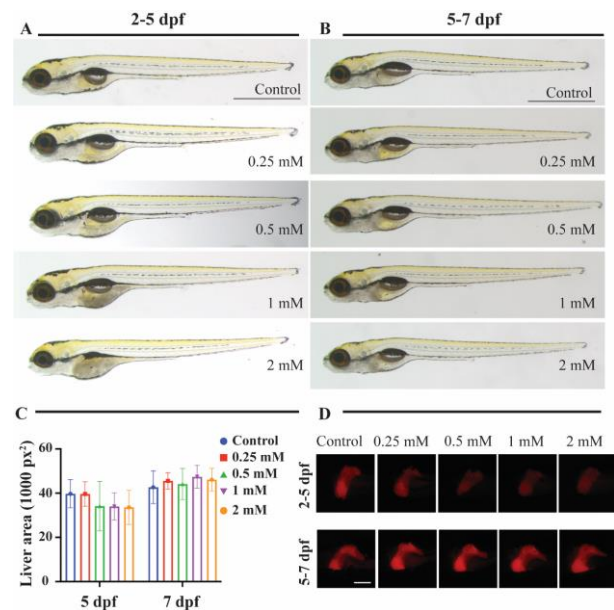 A 2-5 dpf
Control
0.25 mM
0.5 mM
1 mM
2 mM
B 5-7 dpf
Control
0.25 mM
0.5 mM
1 mM
2 mM
C
Liver area (1000 px²)
60
40
20
0
5 dpf 7 dpf
Control
0.25 mM
0.5 mM
1 mM
2 mM
D
Control 0.25 mM 0.5 mM 1 mM 2 mM
2-5 dpf
5-7 dpf